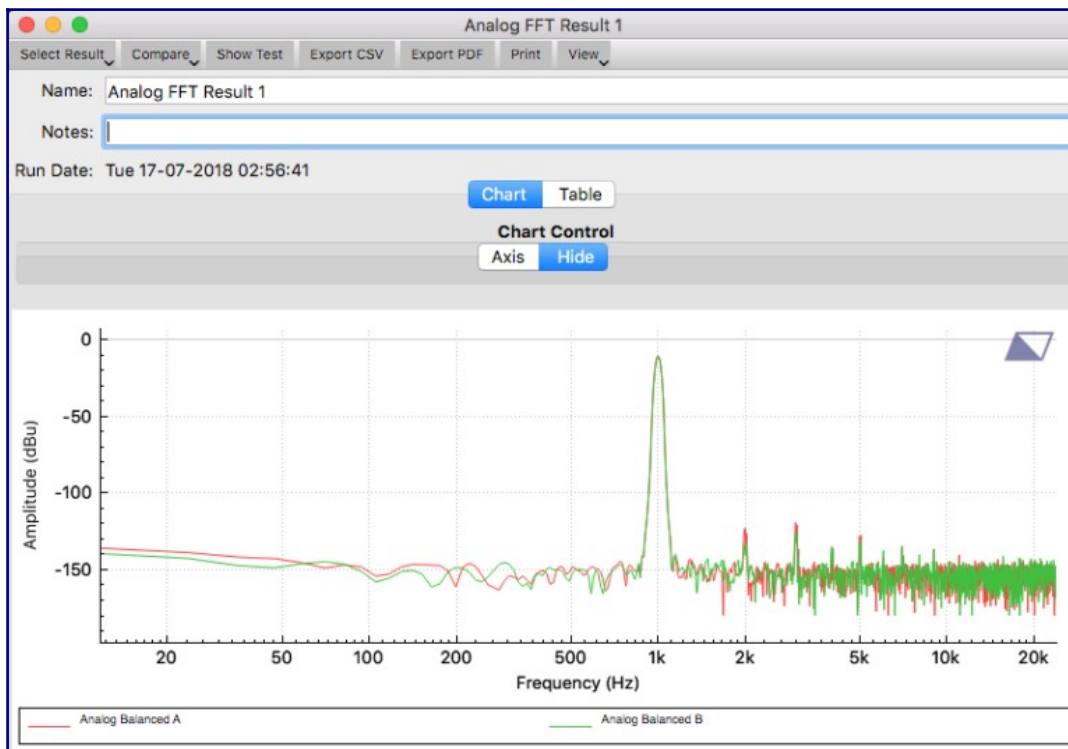 Analog FFT Result 1
Select Result Compare Show Test Export CSV Export PDF Print View
Name: Analog FFT Result 1
Notes:
Run Date: Tue 17-07-2018 02:56:41
Chart Table
Chart Control
Axis Hide
Amplitude (dBu)
0
-50
-100
-150
20 50 100 200 500 1k 2k 5k 10k 20k
Frequency (Hz)
Analog Balanced A Analog Balanced B